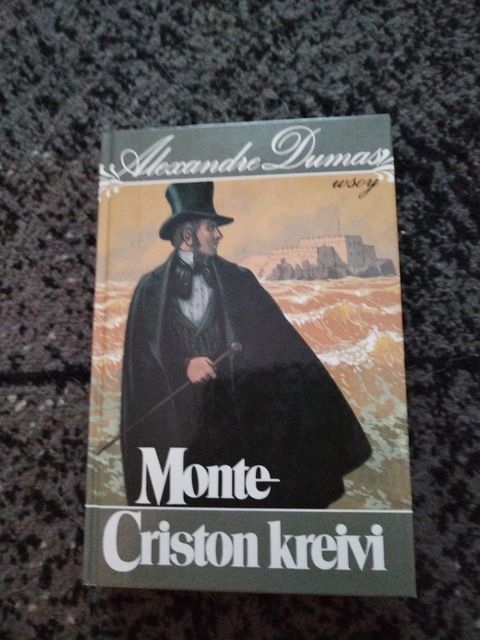 Alexandre Dumas
wsoy
Monte-
Criston kreivi